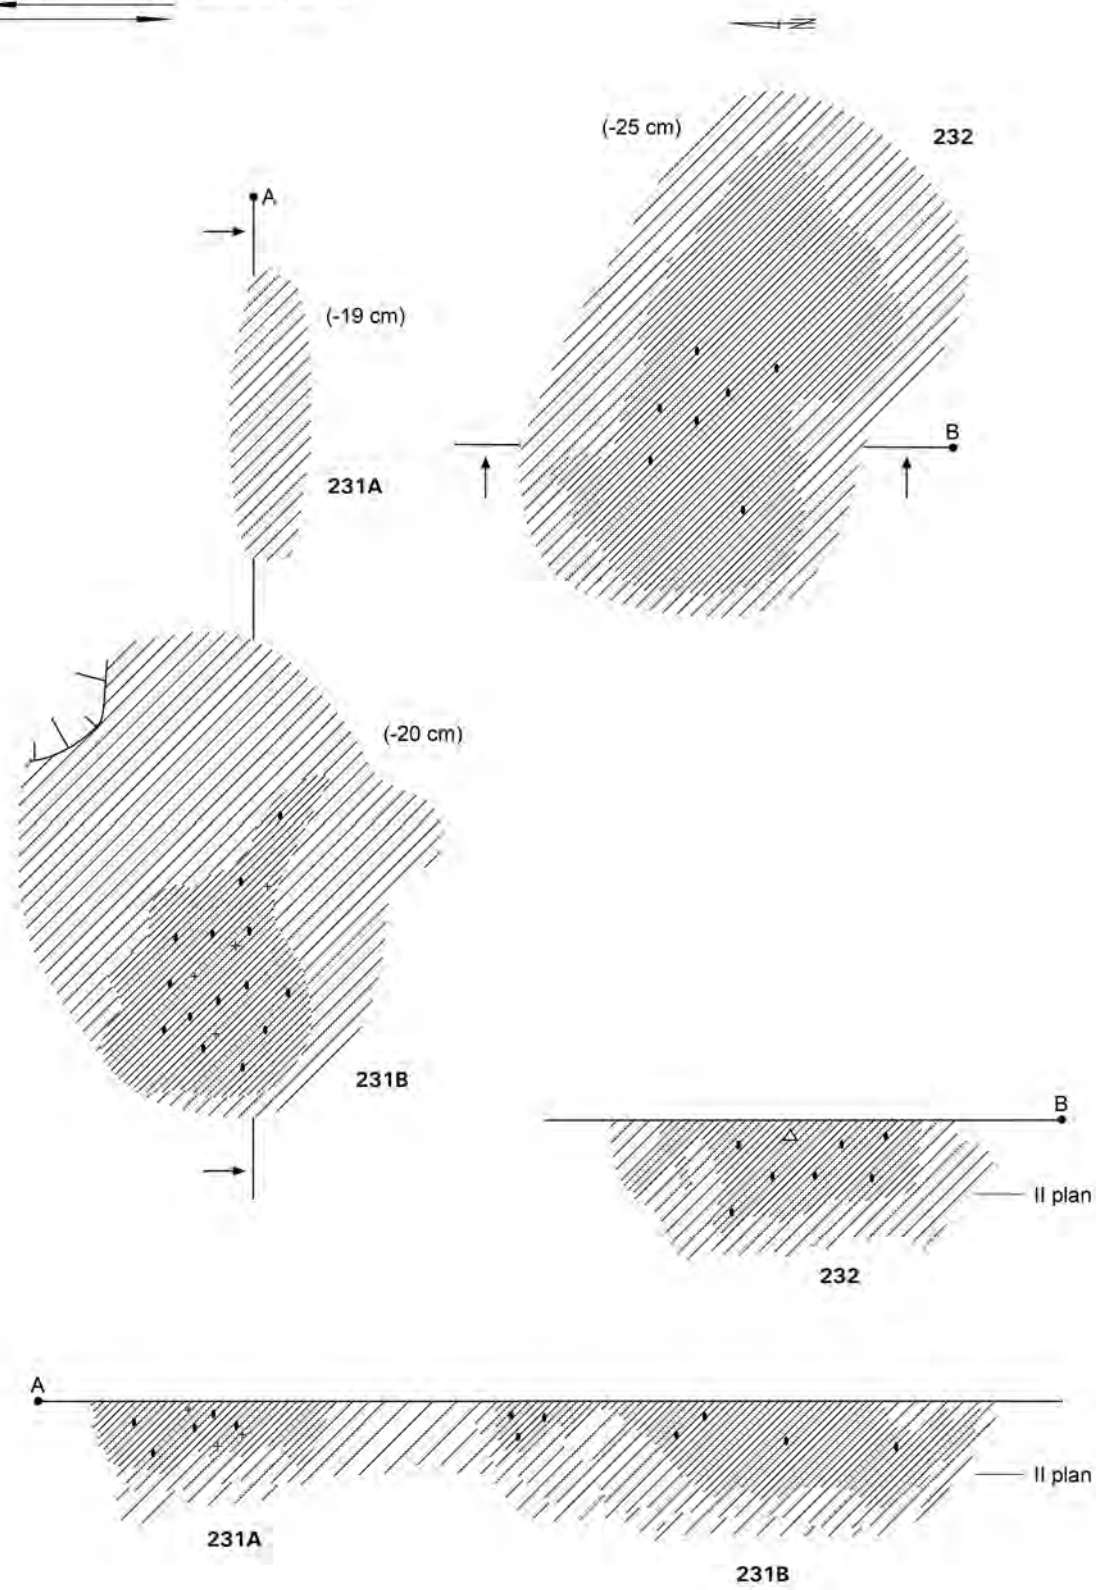 N
(-25 cm)
232
A
(-19 cm)
B
231A
(-20 cm)
231B
B
II plan
232
A
II plan
231A
231B